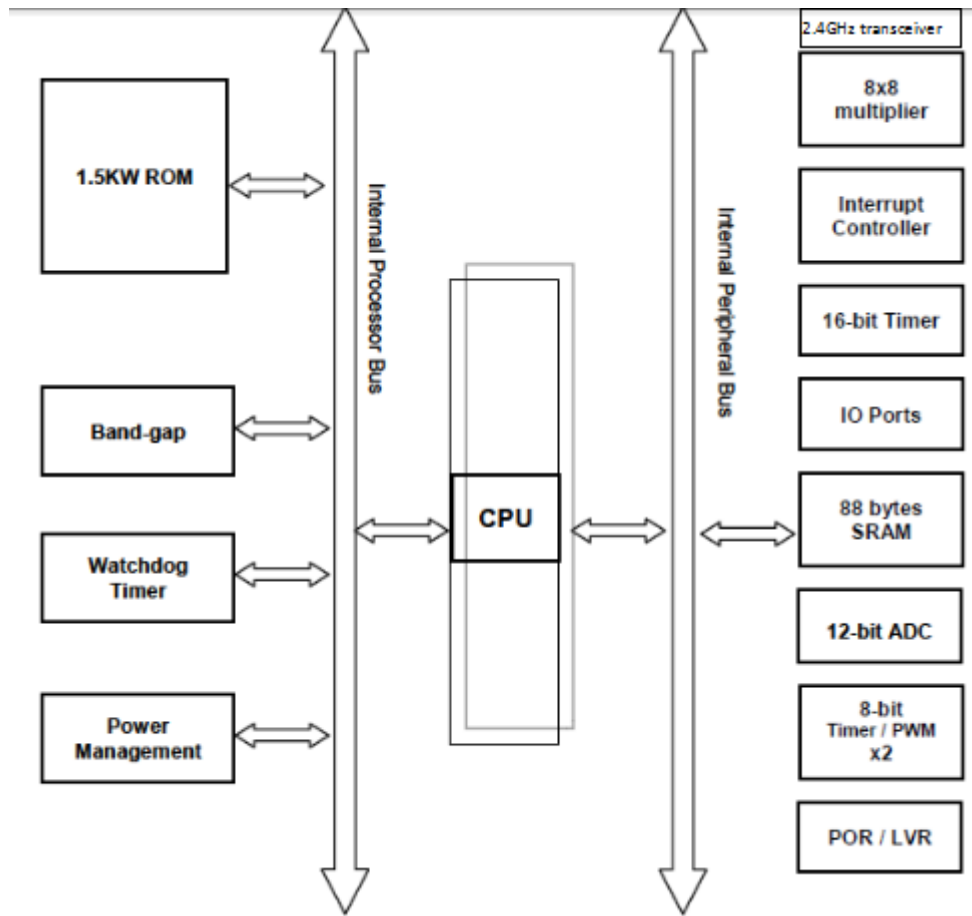 1.5KW ROM
Band-gap
Watchdog
Timer
Power
Management
Internal Processor Bus
CPU
Internal Peripheral Bus
2.4GHz transceiver
8x8
multiplier
Interrupt
Controller
16-bit Timer
IO Ports
88 bytes
SRAM
12-bit ADC
8-bit
Timer / PWM
x2
POR / LVR